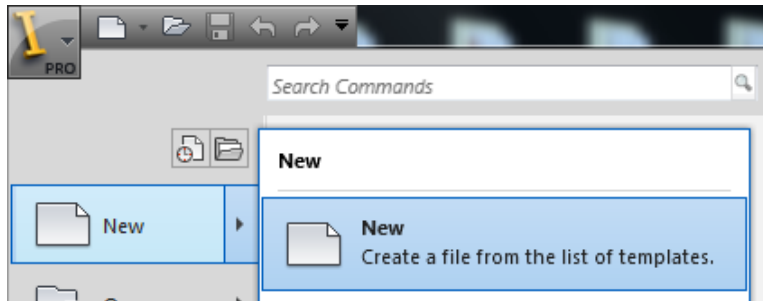 PRO
Search Commands
New
New
New
Create a file from the list of templates.